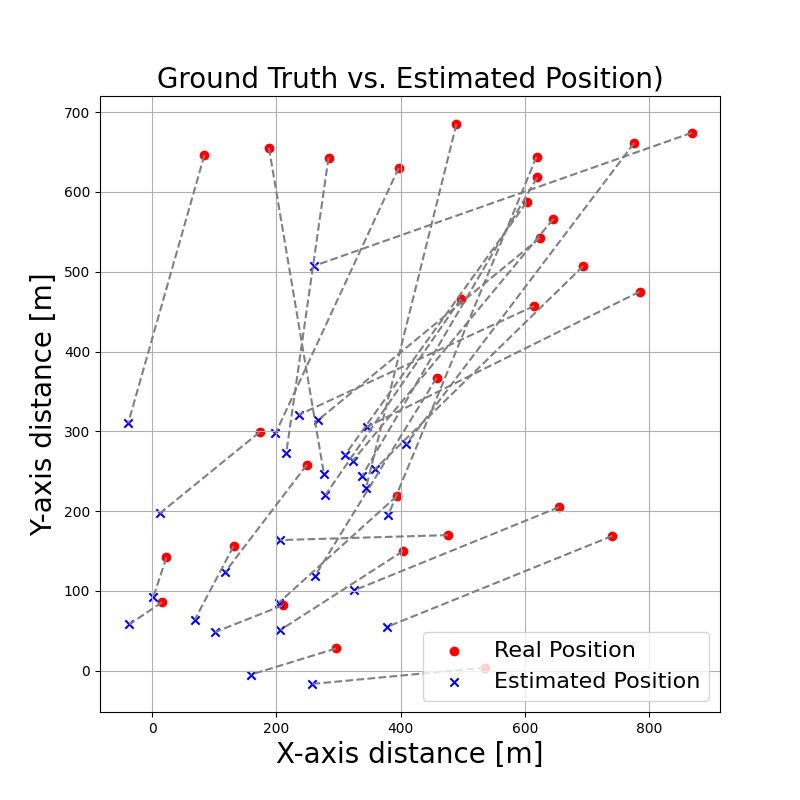 Ground Truth vs. Estimated Position)
700
600
500
400
300
200
100
0
Y-axis distance [m]
0 200 400 600 800
X-axis distance [m]
Real Position
Estimated Position